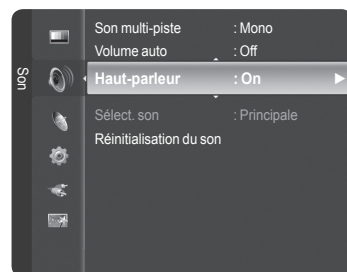 Son
Son multi-piste : Mono
Volume auto : Off
Haut-parleur : On
Sélect. son : Principale
Réinitialisation du son